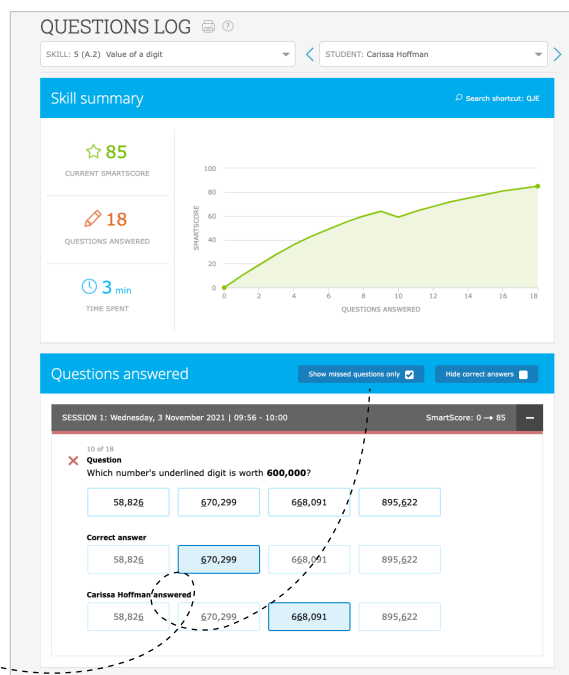 QUESTIONS LOG
SKILL: 5 (A.2) Value of a digit
STUDENT: Carissa Hoffman
Skill summary
Search shortcut: QJE
85
CURRENT SMARTSCORE
18
QUESTIONS ANSWERED
3 min
TIME SPENT
SMARTSCORE
100
80
60
40
20
0
0 2 4 6 8 10 12 14 16 18
QUESTIONS ANSWERED
Questions answered
Show missed questions only
Hide correct answers
SESSION 1: Wednesday, 3 November 2021 | 09:56 - 10:00
SmartScore: 0 → 85
10 of 18
Question
Which number's underlined digit is worth 600,000?
58,826 670,299 668,091 895,622
Correct answer
58,826 670,299 668,091 895,622
Carissa Hoffman answered
58,826 670,299 668,091 895,622